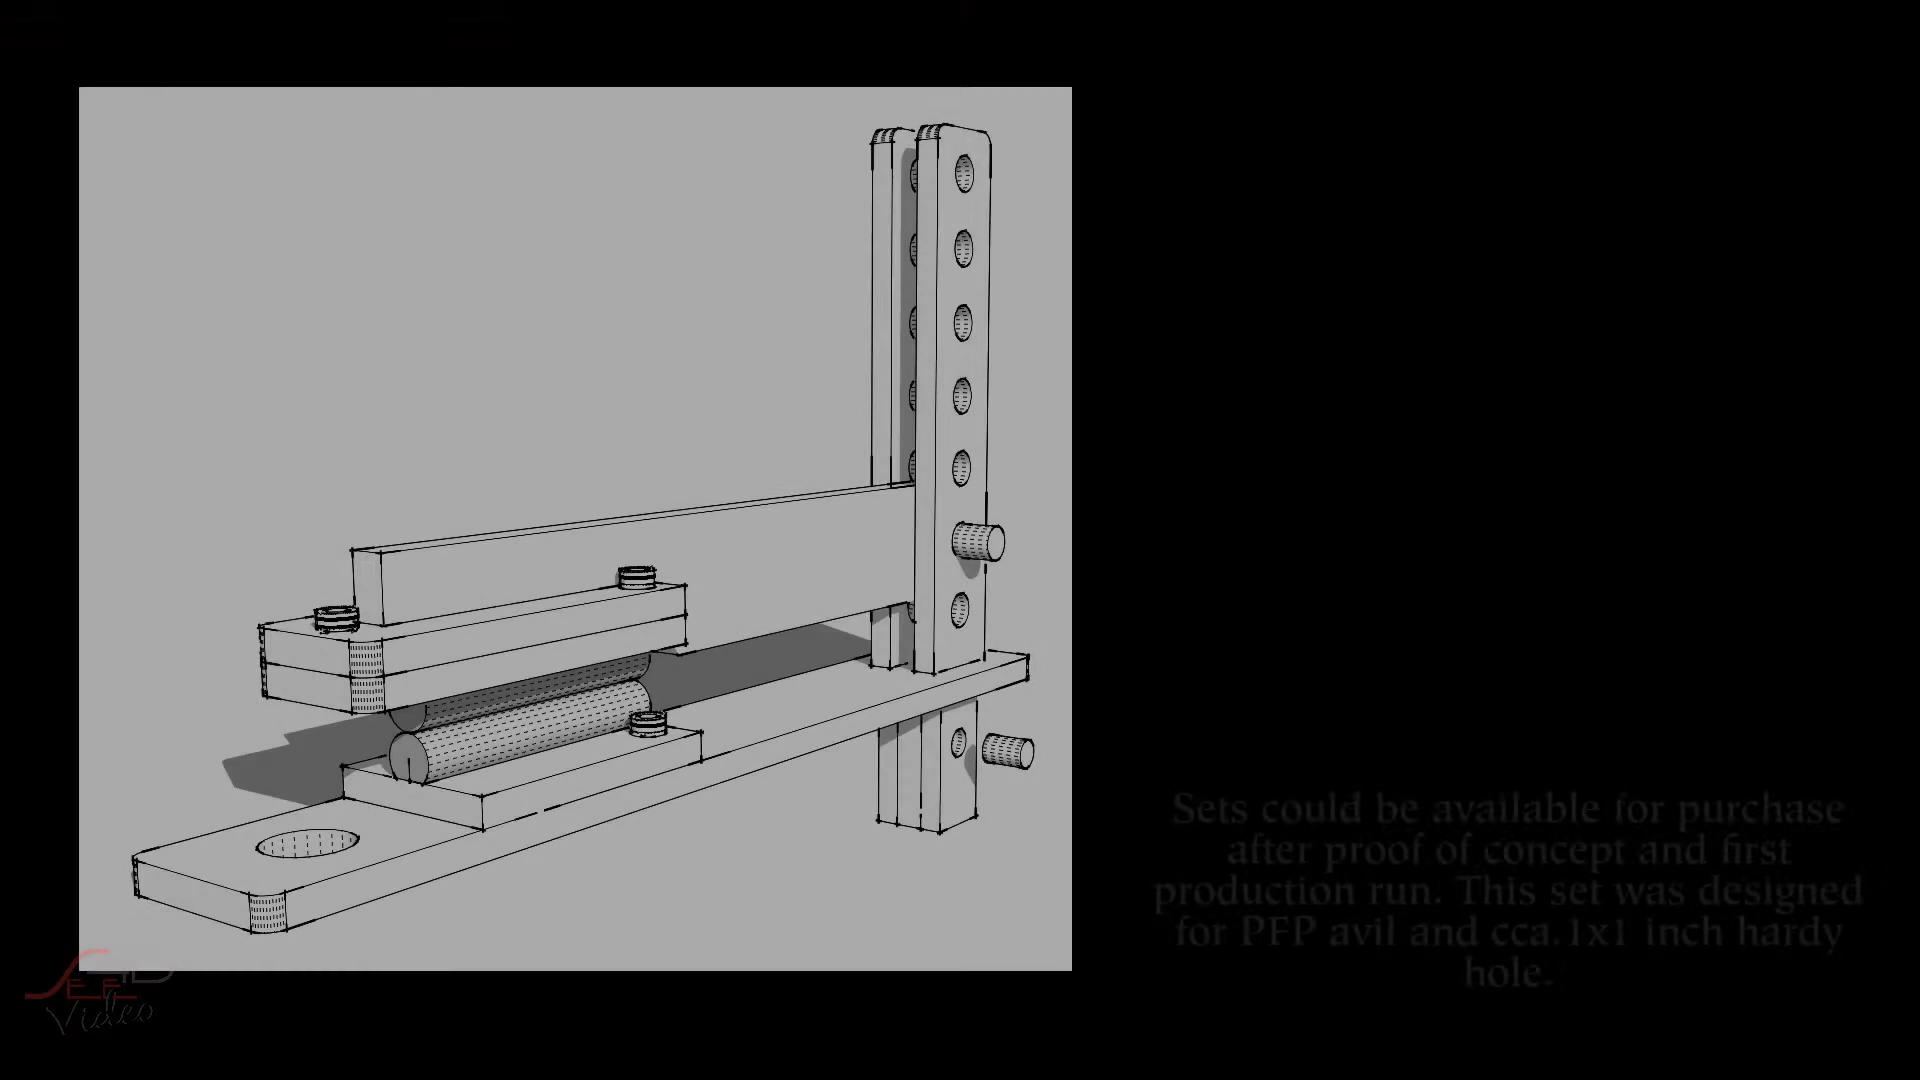 Sets could be available for purchase
after proof of concept and first
production run. This set was designed
for PFP avil and cca.1x1 inch hardy
hole.
Video